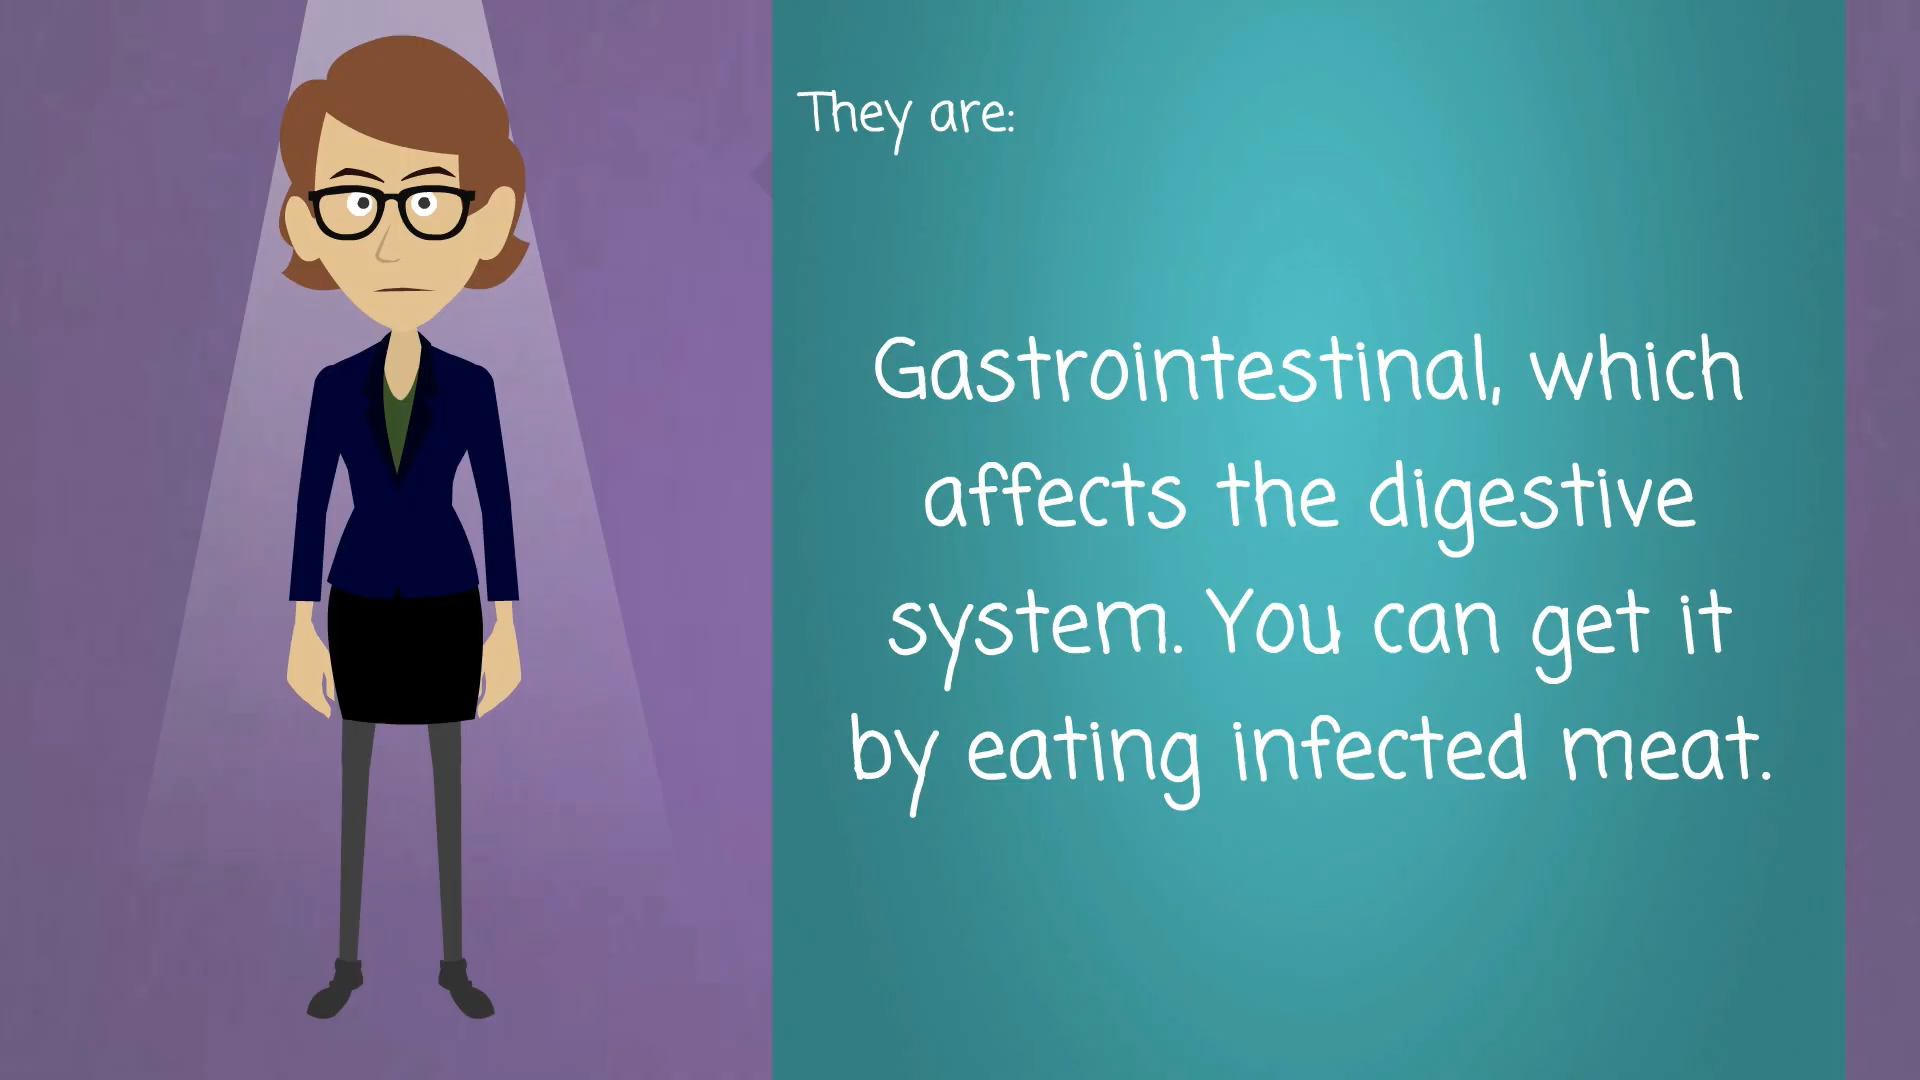 They are:
Gastrointestinal, which
affects the digestive
system. You can get it
by eating infected meat.